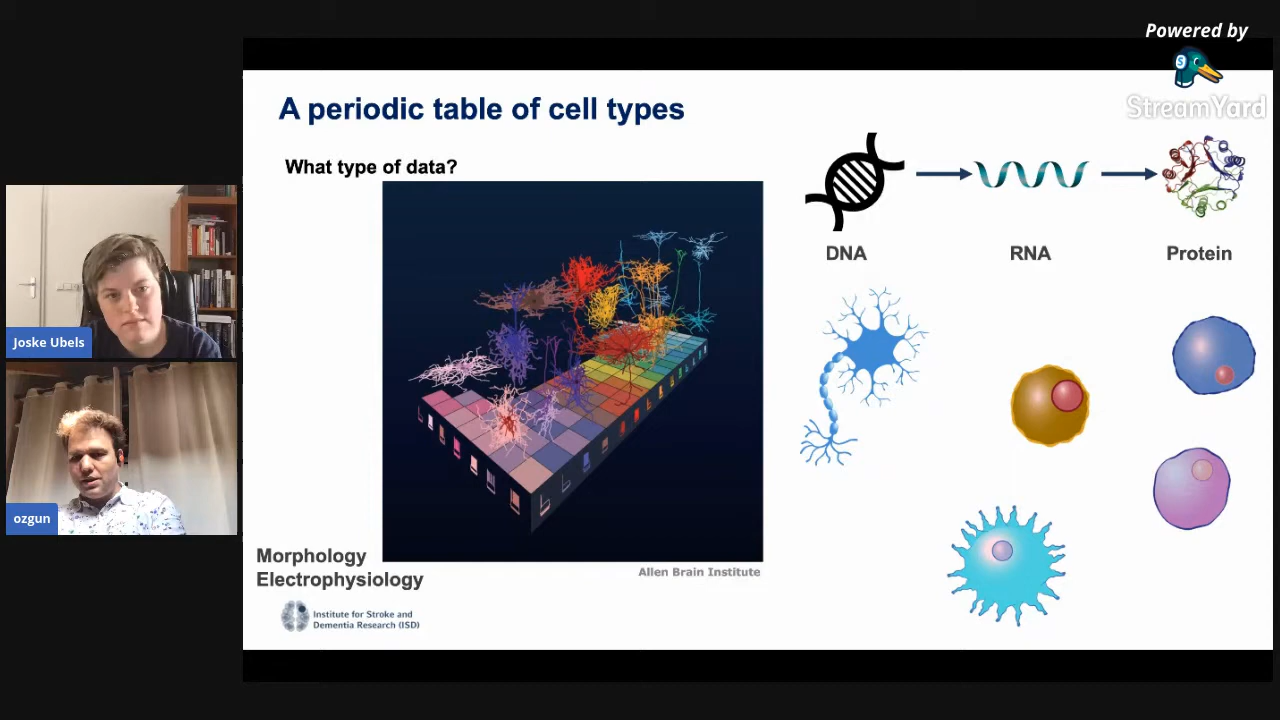 Powered by
StreamYard
A periodic table of cell types
What type of data?
DNA
RNA
Protein
Joske Ubels
ozgun
Morphology
Electrophysiology
Allen Brain Institute
Institute for Stroke and
Dementia Research (ISD)